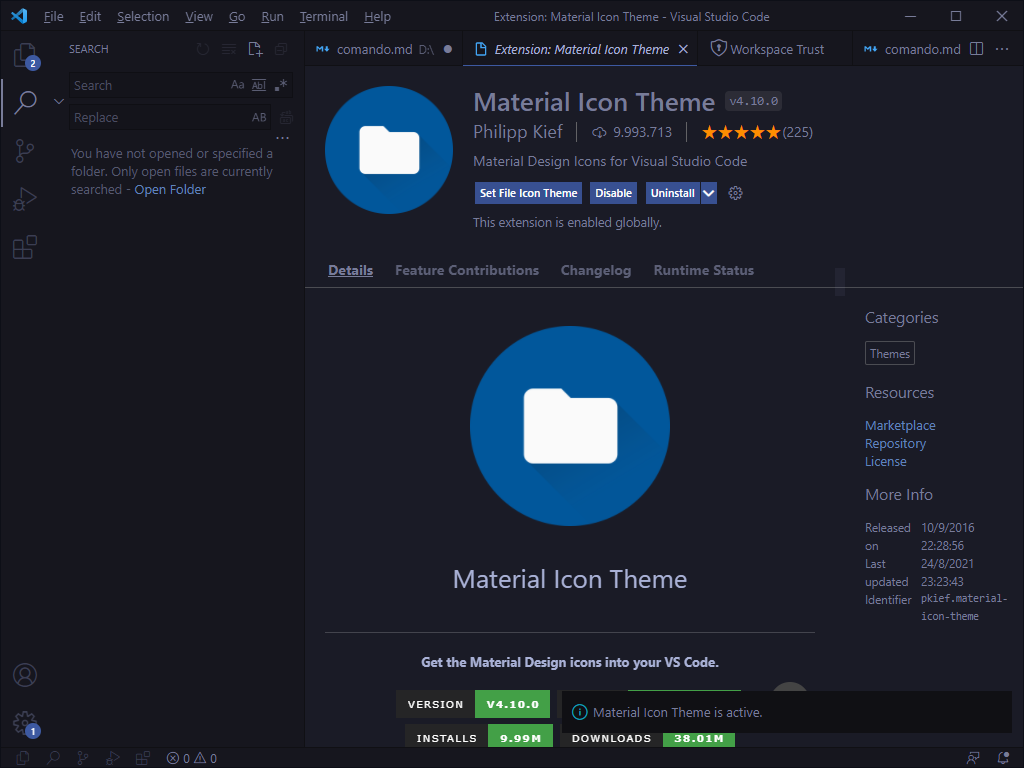 File Edit Selection View Go Run Terminal Help
Extension: Material Icon Theme - Visual Studio Code
2
SEARCH
Search
Aa Abl .*
Replace
AB
...
You have not opened or specified a
folder. Only open files are currently
searched - Open Folder
comando.md D:\
Extension: Material Icon Theme
Workspace Trust
comando.md
...
Material Icon Theme v4.10.0
Philipp Kief 9.993.713 ★★★★★(225)
Material Design Icons for Visual Studio Code
Set File Icon Theme Disable Uninstall
This extension is enabled globally.
Details Feature Contributions Changelog Runtime Status
Material Icon Theme
Get the Material Design icons into your VS Code.
VERSION V4.10.0
INSTALLS 9.99M DOWNLOADS 38.01M
Categories
Themes
Resources
Marketplace
Repository
License
More Info
Released 10/9/2016
on 22:28:56
Last 24/8/2021
updated 23:23:43
Identifier pkief.material-
icon-theme
Material Icon Theme is active.
1
0 0